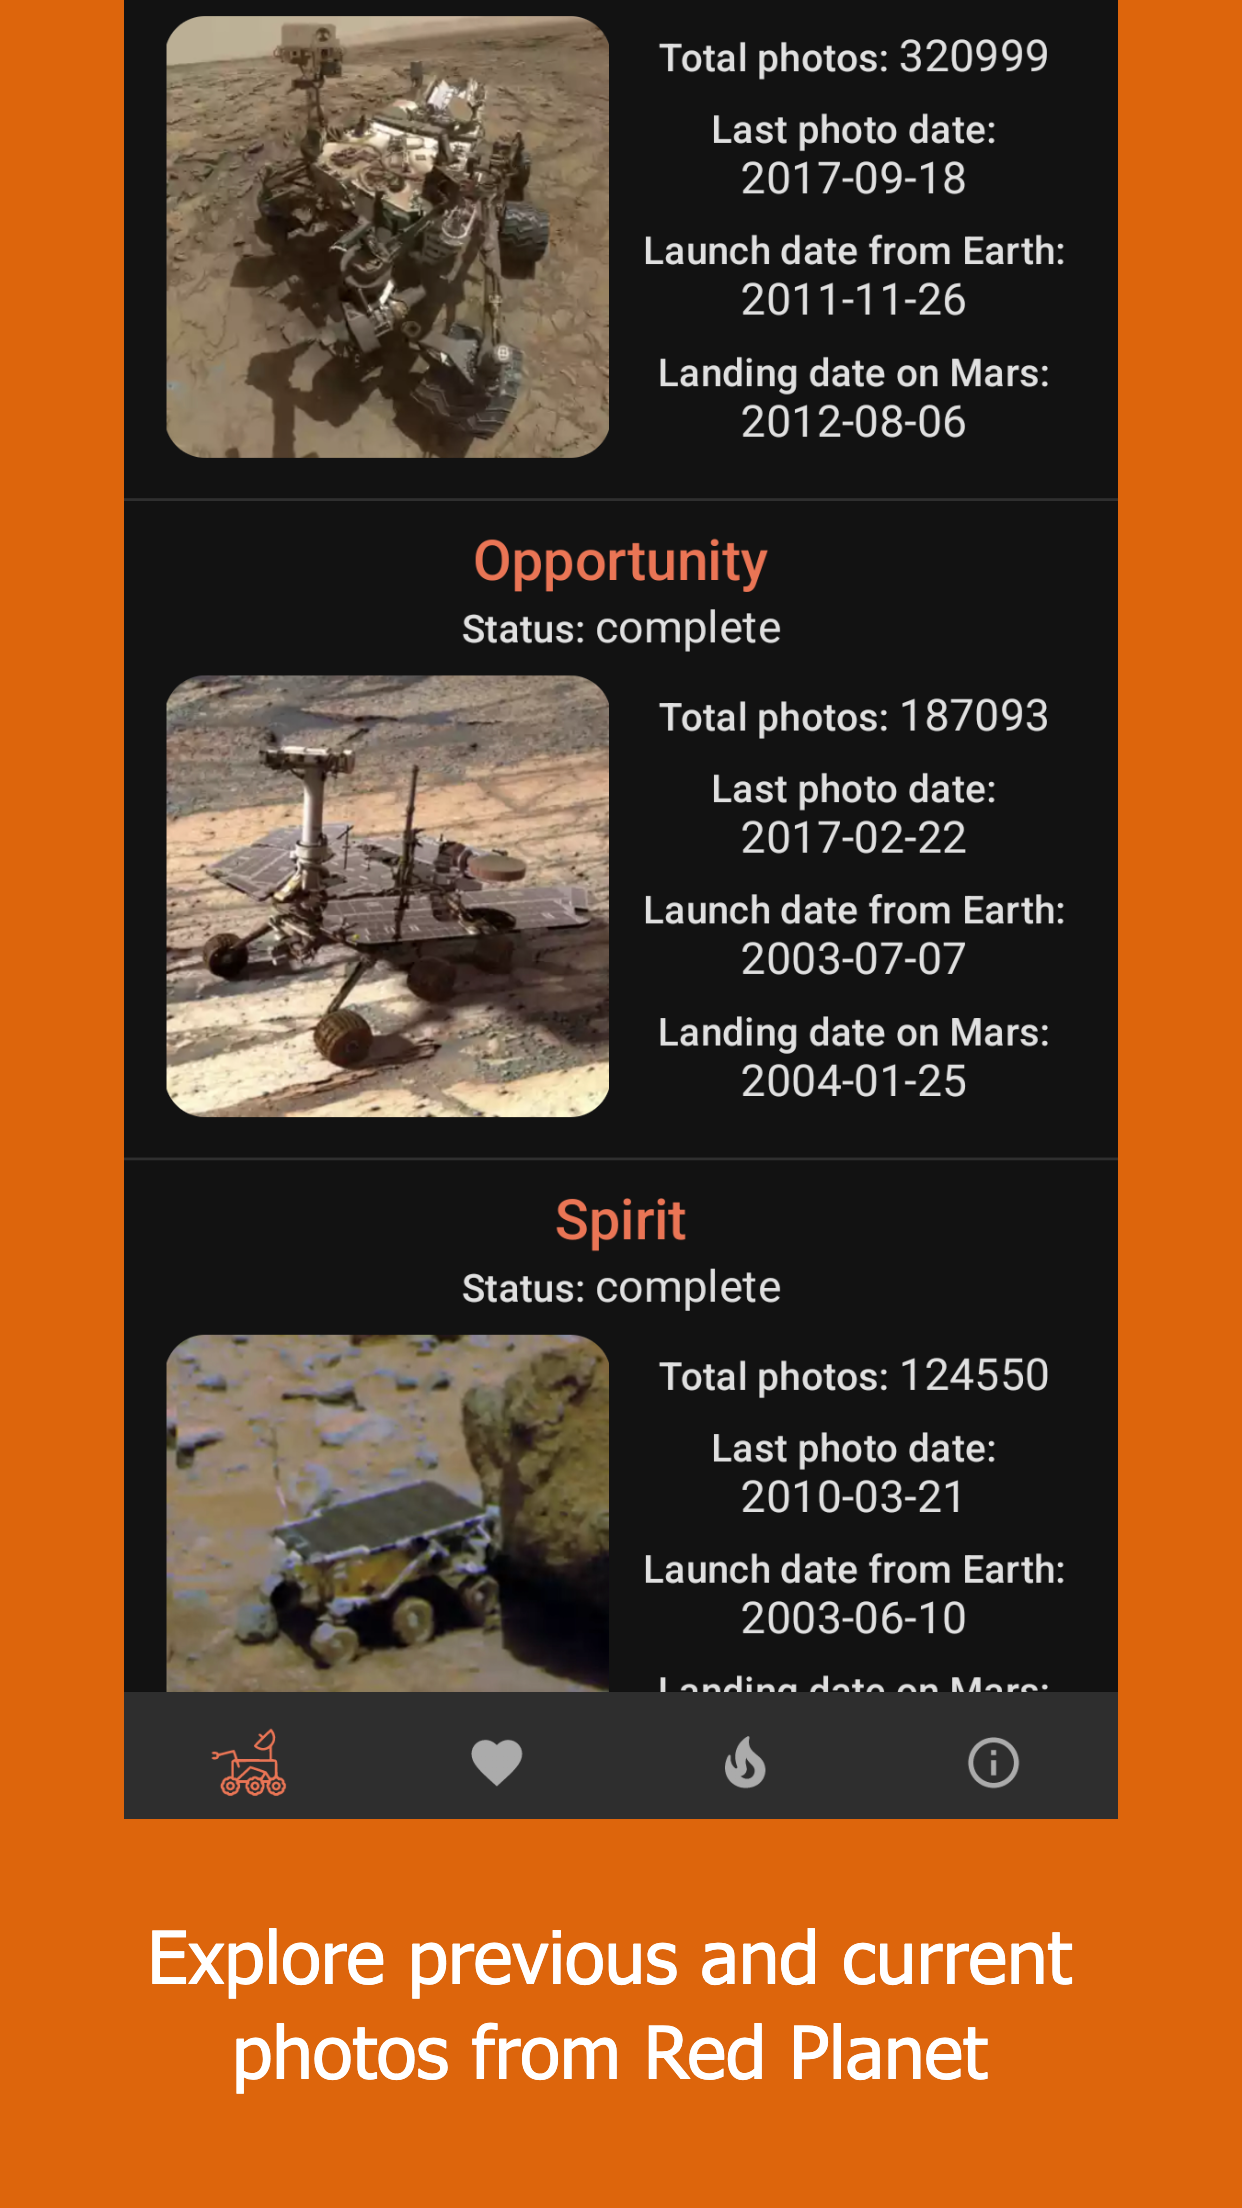 Total photos: 320999
Last photo date:
2017-09-18
Launch date from Earth:
2011-11-26
Landing date on Mars:
2012-08-06
Opportunity
Status: complete
Total photos: 187093
Last photo date:
2017-02-22
Launch date from Earth:
2003-07-07
Landing date on Mars:
2004-01-25
Spirit
Status: complete
Total photos: 124550
Last photo date:
2010-03-21
Launch date from Earth:
2003-06-10
Landing date on Mars:
Explore previous and current
photos from Red Planet